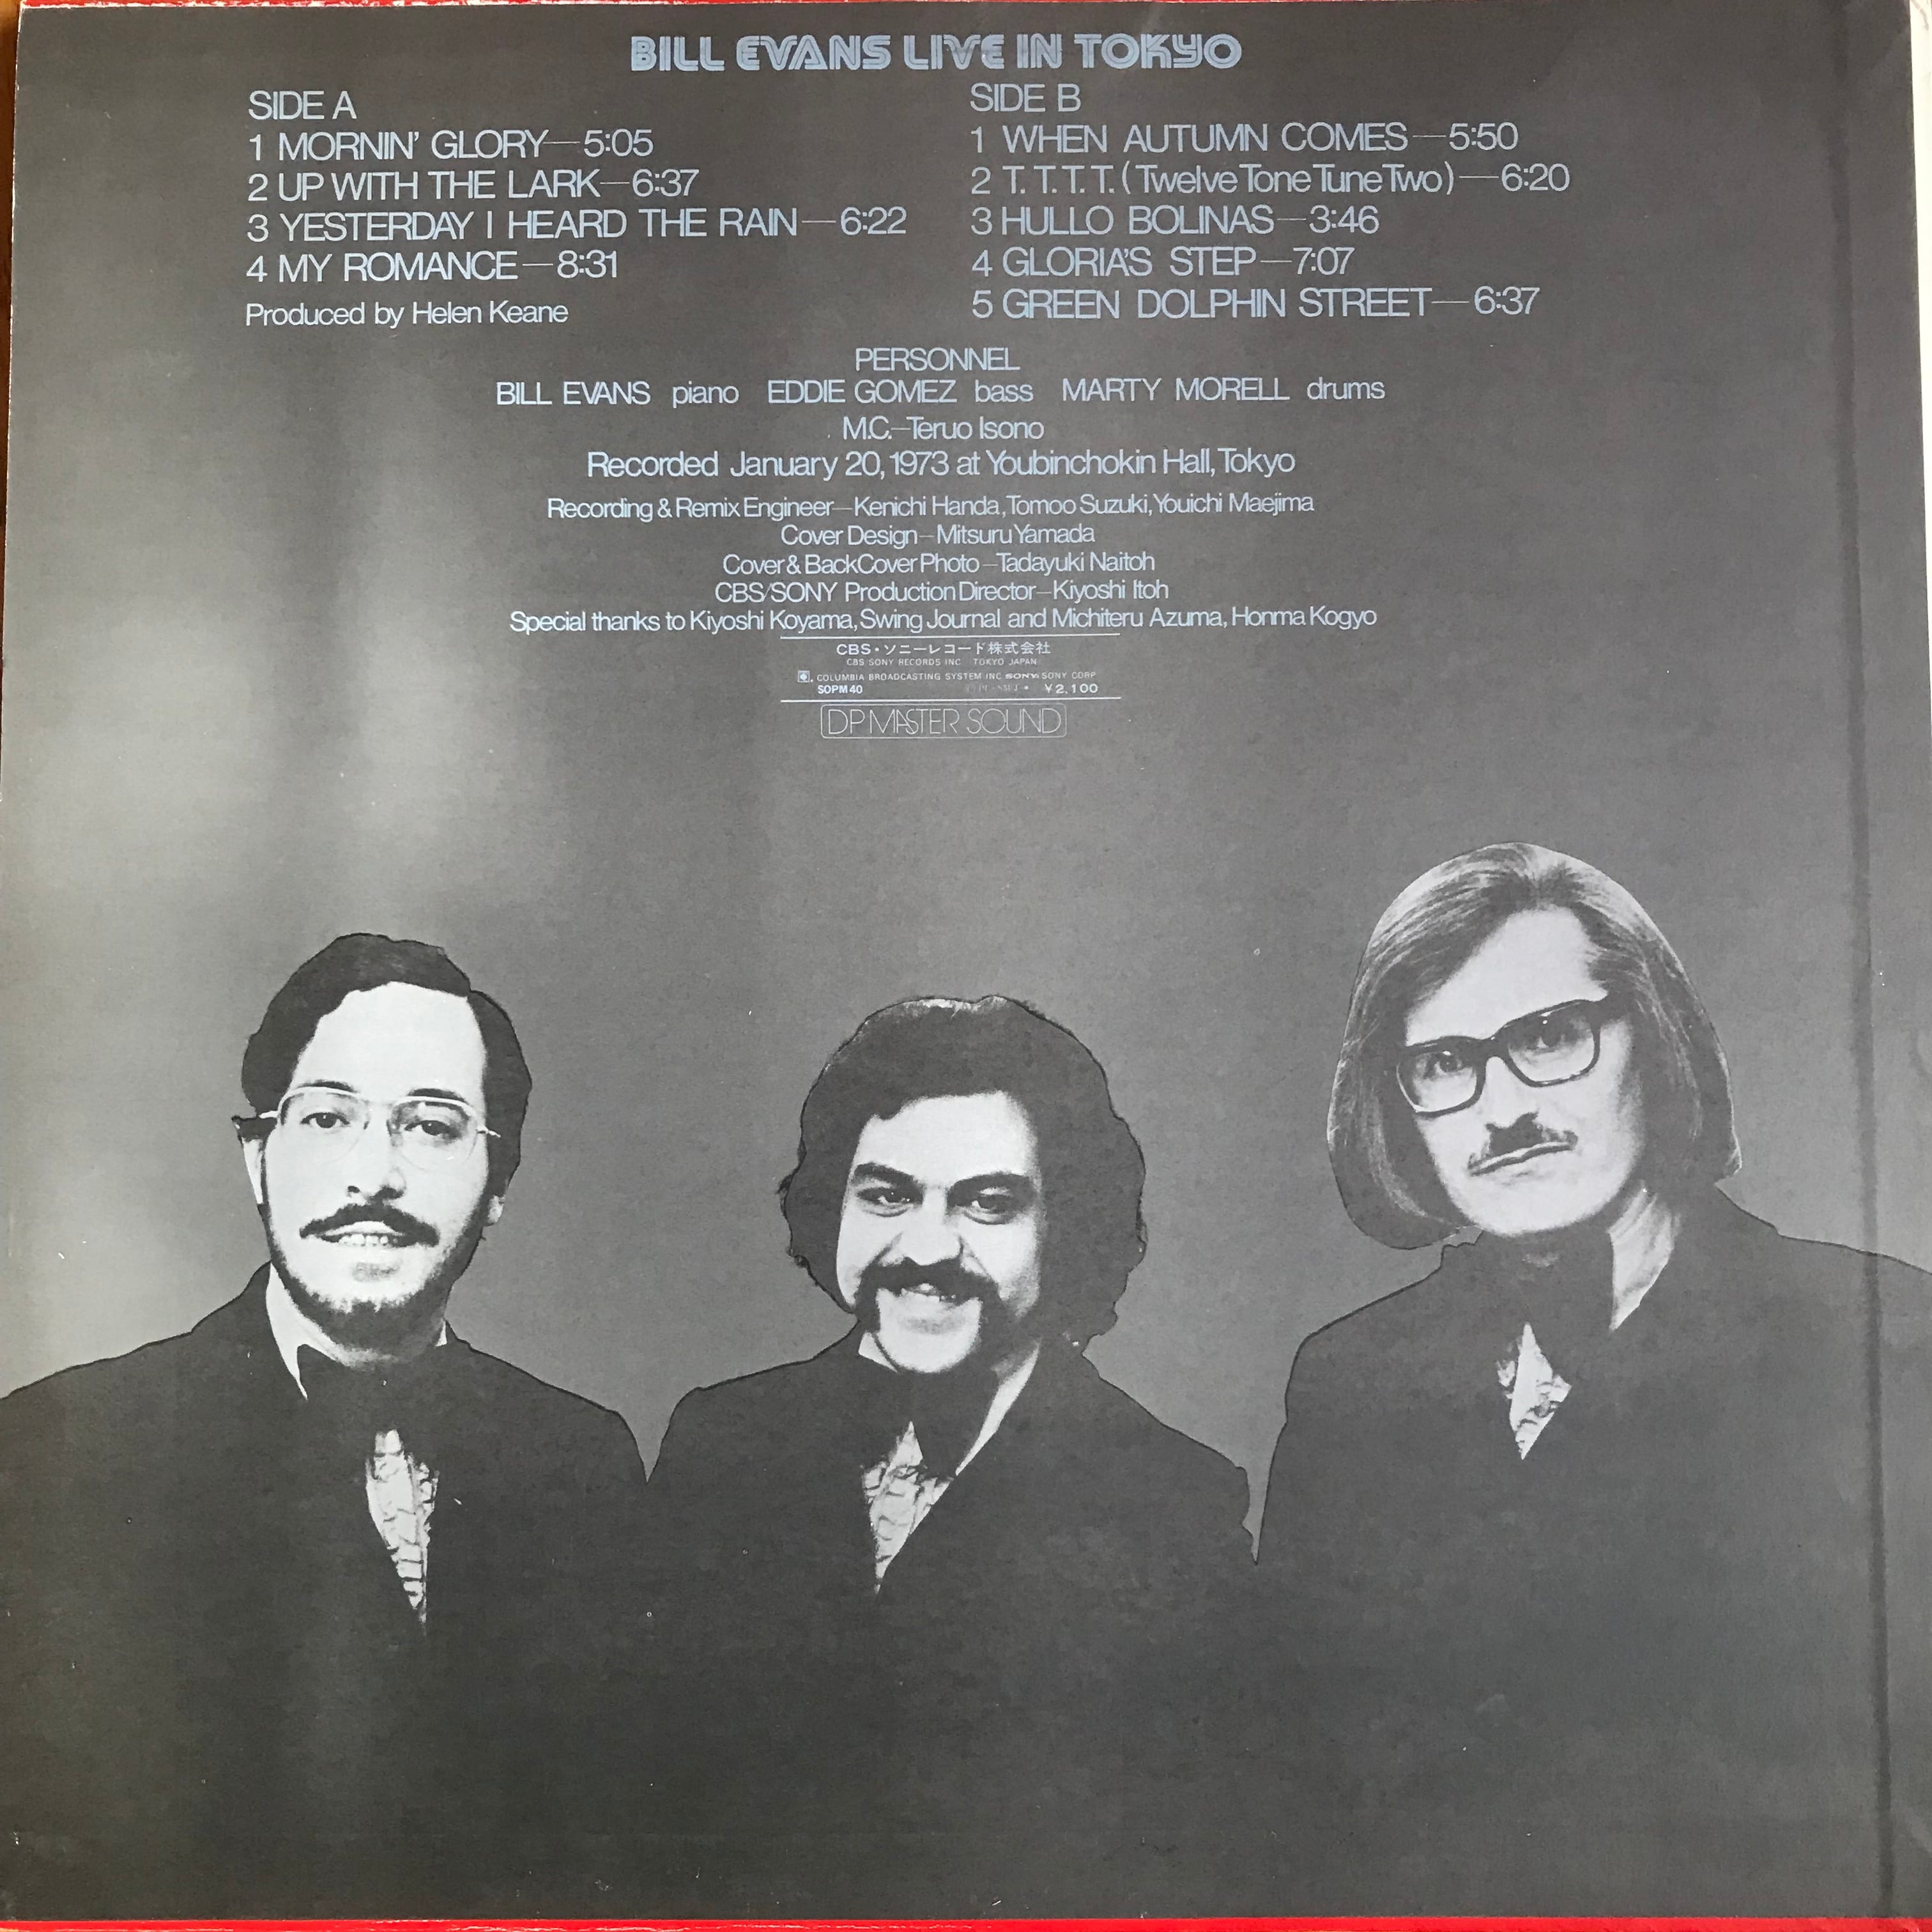 BILL EVANS LIVE IN TOKYO
SIDE A
1 MORNIN' GLORY—5:05
2 UP WITH THE LARK—6:37
3 YESTERDAY I HEARD THE RAIN—6:22
4 MY ROMANCE—8:31
Produced by Helen Keane
SIDE B
1 WHEN AUTUMN COMES—5:50
2 T.T.T.T. (Twelve Tone Tune Two)—6:20
3 HULLO BOLINAS—3:46
4 GLORIA'S STEP—7:07
5 GREEN DOLPHIN STREET—6:37
PERSONNEL
BILL EVANS piano EDDIE GOMEZ bass MARTY MORELL drums
M.C.—Teruo Isono
Recorded January 20, 1973 at Youbinchokin Hall, Tokyo
Recording & Remix Engineer—Kenichi Handa, Tomoo Suzuki, Youichi Maejima
Cover Design—Mitsuru Yamada
Cover & Back Cover Photo—Tadayuki Naitoh
CBS/SONY Production Director—Kiyoshi Itoh
Special thanks to Kiyoshi Koyama, Swing Journal and Michiteru Azuma, Honma Kogyo
CBS・ソニーレコード株式会社
CBS SONY RECORDS INC. TOKYO JAPAN
COLUMBIA BROADCASTING SYSTEM INC SONY SONY CORP
SOPM 40 ¥2,100
DP MASTER SOUND